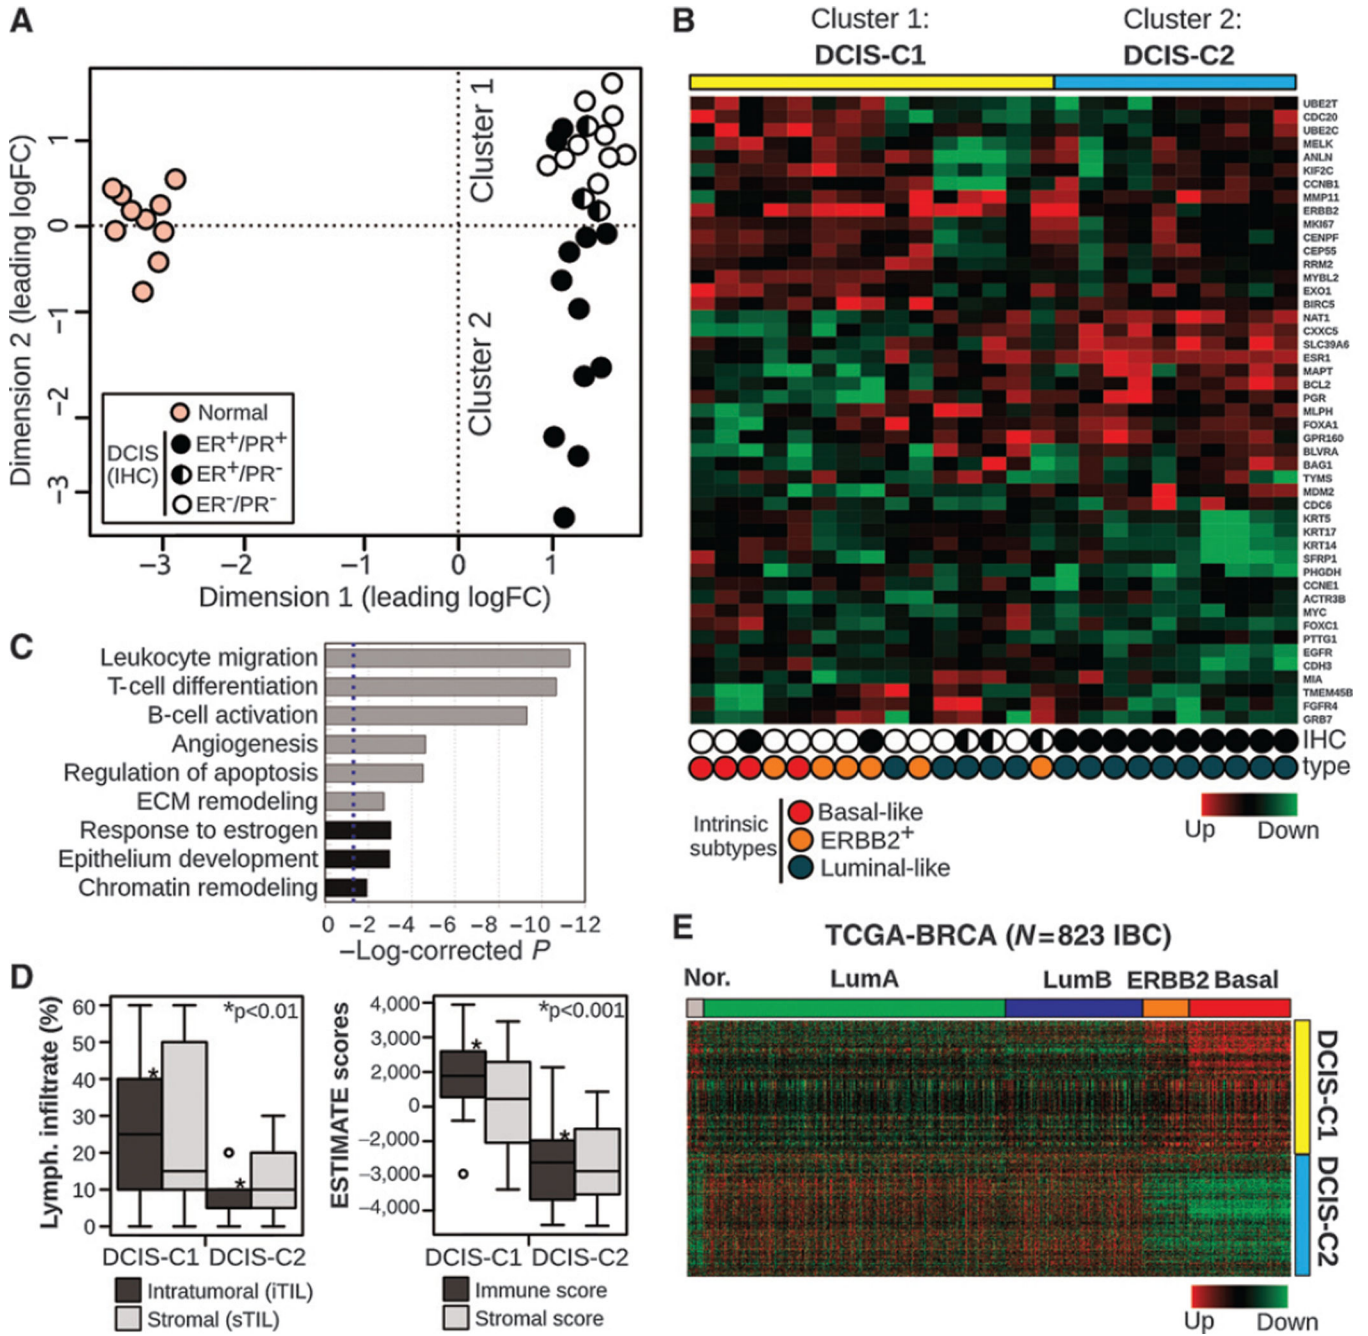 A
Cluster 1
Cluster 2
Dimension 2 (leading logFC)
1
0
−1
−2
−3
Normal
DCIS
(IHC)
ER+/PR+
ER+/PR-
ER-/PR-
−3
−2
−1
0
1
Dimension 1 (leading logFC)
B
Cluster 1:
DCIS-C1
Cluster 2:
DCIS-C2
UBE2T
CDC20
UBE2C
MELK
ANLN
KIF2C
CCNB1
MMP11
ERBB2
MKI67
CENPF
CEP55
RRM2
MYBL2
EXO1
BIRC5
NAT1
CXXC5
SLC39A6
ESR1
MAPT
BCL2
PGR
MLPH
FOXA1
GPR160
BLVRA
BAG1
TYMS
MDM2
CDC6
KRT5
KRT17
KRT14
SFRP1
PHGDH
CCNE1
ACTR3B
MYC
FOXC1
PTTG1
EGFR
CDH3
MIA
TMEM45B
FGFR4
GRB7
IHC
type
Intrinsic
subtypes
Basal-like
ERBB2+
Luminal-like
Up
Down
C
Leukocyte migration
T-cell differentiation
B-cell activation
Angiogenesis
Regulation of apoptosis
ECM remodeling
Response to estrogen
Epithelium development
Chromatin remodeling
0 −2 −4 −6 −8 −10 −12
−Log-corrected P
D
Lymph. infiltrate (%)
60
50
40
30
20
10
0
*p<0.01
*
*
DCIS-C1 DCIS-C2
Intratumoral (iTIL)
Stromal (sTIL)
ESTIMATE scores
4,000
3,000
2,000
0
−2,000
−3,000
−4,000
*p<0.001
*
*
DCIS-C1 DCIS-C2
Immune score
Stromal score
E
TCGA-BRCA (N=823 IBC)
Nor. LumA LumB ERBB2 Basal
DCIS-C1
DCIS-C2
Up
Down